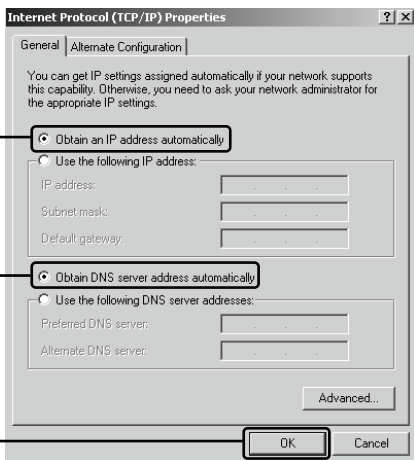 Internet Protocol (TCP/IP) Properties
General
Alternate Configuration
You can get IP settings assigned automatically if your network supports
this capability. Otherwise, you need to ask your network administrator for
the appropriate IP settings.
Obtain an IP address automatically
Use the following IP address:
IP address:
Subnet mask:
Default gateway:
Obtain DNS server address automatically
Use the following DNS server addresses:
Preferred DNS server:
Alternate DNS server:
Advanced...
OK
Cancel